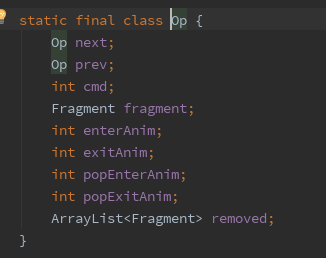 static final class Op {
    Op next;
    Op prev;
    int cmd;
    Fragment fragment;
    int enterAnim;
    int exitAnim;
    int popEnterAnim;
    int popExitAnim;
    ArrayList<Fragment> removed;
}